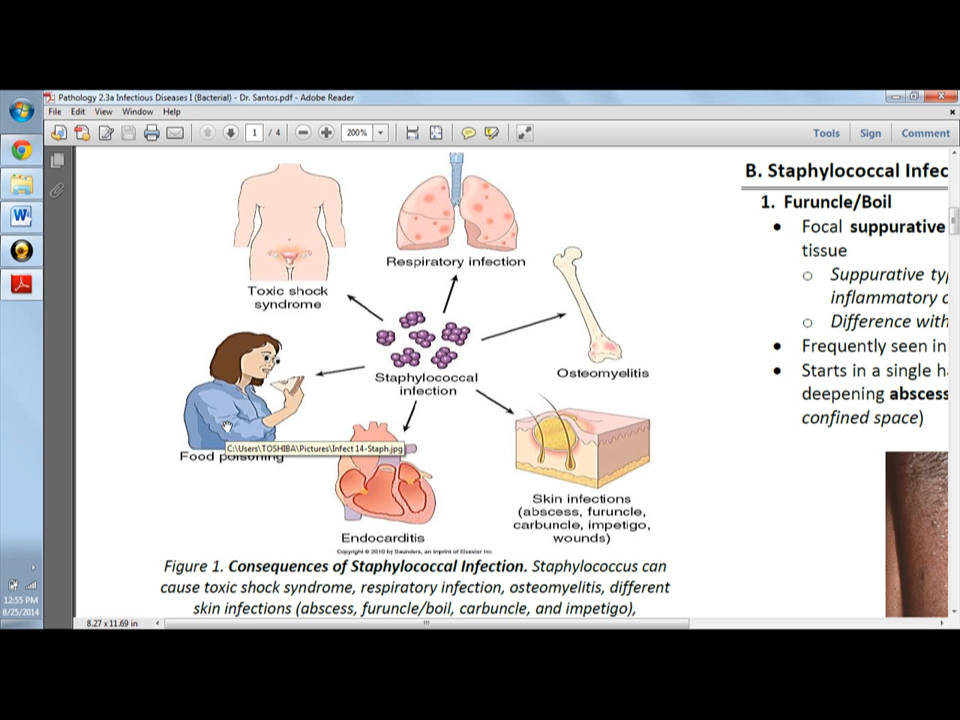 Pathology 2.3a Infectious Diseases I (Bacterial) - Dr. Santos.pdf - Adobe Reader
File Edit View Window Help
1 / 4 200% Tools Sign Comment
Respiratory infection
Toxic shock
syndrome
Staphylococcal
infection
Osteomyelitis
C:\Users\TOSHIBA\Pictures\Infect 14-Staph.jpg
Food poisoning
Skin infections
(abscess, furuncle,
carbuncle, impetigo,
wounds)
Endocarditis
Copyright © 2010 by Saunders, an imprint of Elsevier Inc.
Figure 1. Consequences of Staphylococcal Infection. Staphylococcus can
cause toxic shock syndrome, respiratory infection, osteomyelitis, different
skin infections (abscess, furuncle/boil, carbuncle, and impetigo),
B. Staphylococcal Infec
1. Furuncle/Boil
• Focal suppurative
tissue
o Suppurative ty
inflammatory
o Difference with
• Frequently seen in
• Starts in a single h
deepening abscess
confined space)
8.27 x 11.69 in
12:55 PM
8/25/2014